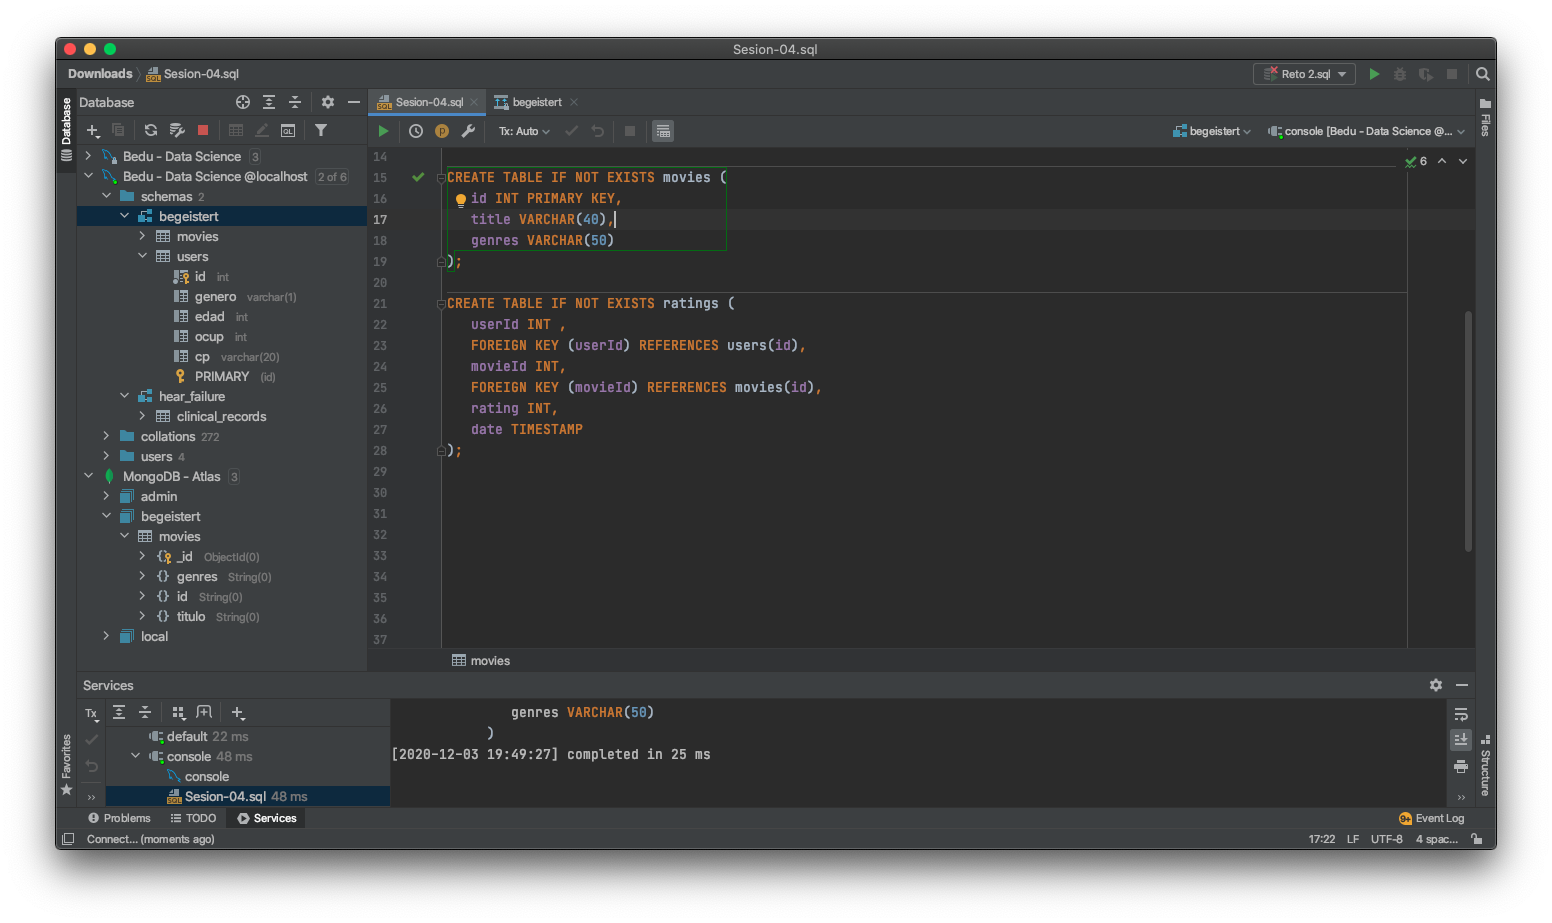 Sesion-04.sql
Downloads
Sesion-04.sql
Reto 2.sql
Database
Database
Bedu - Data Science 3
Bedu - Data Science @localhost 2 of 6
schemas 2
begeistert
movies
users
id int
genero varchar(1)
edad int
ocup int
cp varchar(20)
PRIMARY (id)
hear_failure
clinical_records
collations 272
users 4
MongoDB - Atlas 3
admin
begeistert
movies
_id ObjectId(0)
genres String(0)
id String(0)
titulo String(0)
local
Sesion-04.sql
begeistert
Tx: Auto
begeistert
console [Bedu - Data Science @...
6
14
15 CREATE TABLE IF NOT EXISTS movies (
16 id INT PRIMARY KEY,
17 title VARCHAR(40),
18 genres VARCHAR(50)
19 );
20
21 CREATE TABLE IF NOT EXISTS ratings (
22 userId INT ,
23 FOREIGN KEY (userId) REFERENCES users(id),
24 movieId INT,
25 FOREIGN KEY (movieId) REFERENCES movies(id),
26 rating INT,
27 date TIMESTAMP
28 );
29
30
31
32
33
34
35
36
37
movies
Files
Services
Tx
default 22 ms
console 48 ms
console
Sesion-04.sql 48 ms
genres VARCHAR(50)
)
[2020-12-03 19:49:27] completed in 25 ms
Favorites
Structure
Problems
TODO
Services
9+ Event Log
Connect... (moments ago)
17:22 LF UTF-8 4 spac...